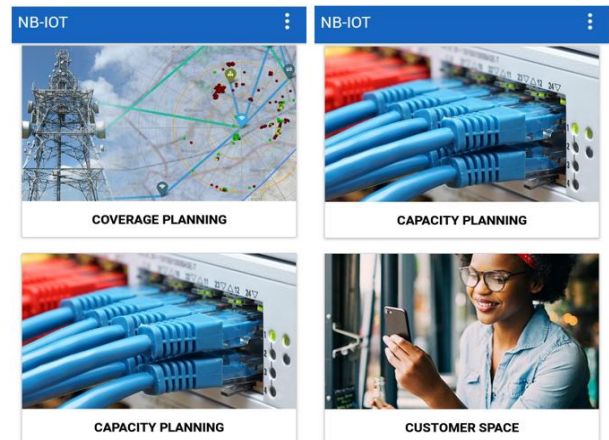 NB-IOT
COVERAGE PLANNING
CAPACITY PLANNING
NB-IOT
CAPACITY PLANNING
CUSTOMER SPACE